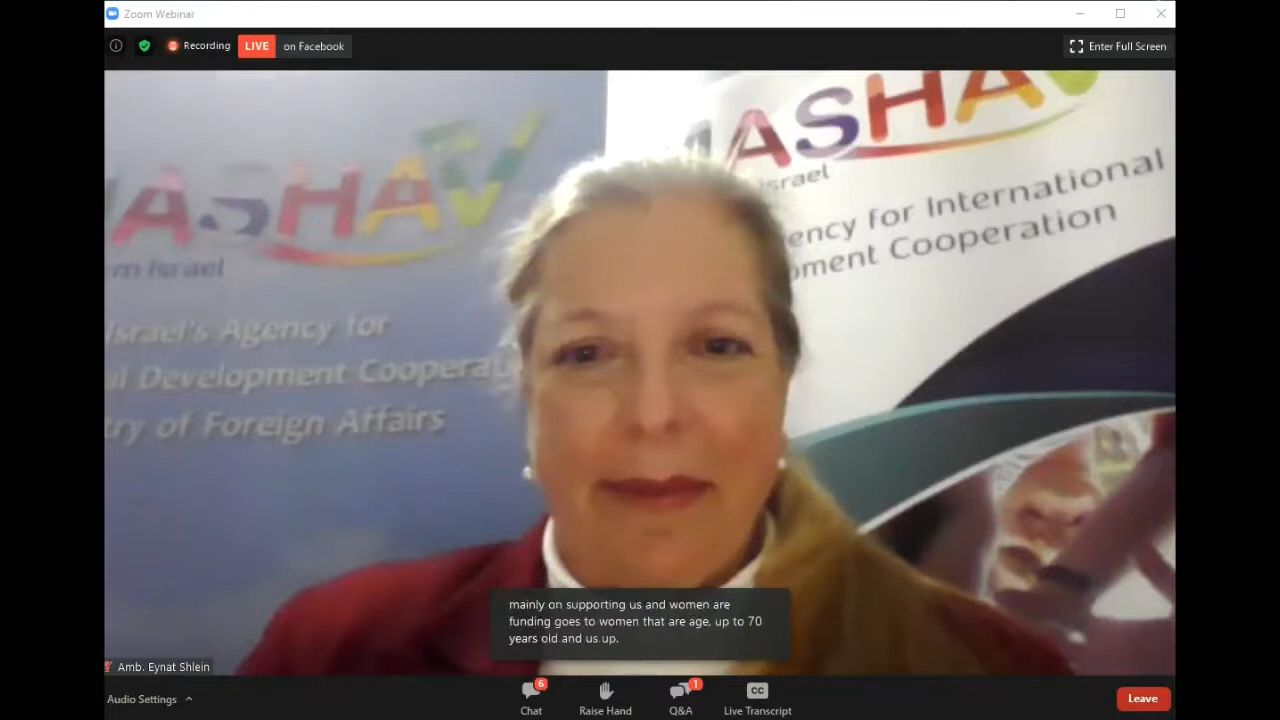 Zoom Webinar
Recording
LIVE
on Facebook
Enter Full Screen
ASHAV
Israel
ency for International
pment Cooperation
MASHAV
m Israel
Israel's Agency for
al Development Cooperat
try of Foreign Affairs
mainly on supporting us and women are
funding goes to women that are age, up to 70
years old and us.up.
Amb. Eynat Shlein
Audio Settings
6
Chat
Raise Hand
1
Q&A
CC
Live Transcript
Leave